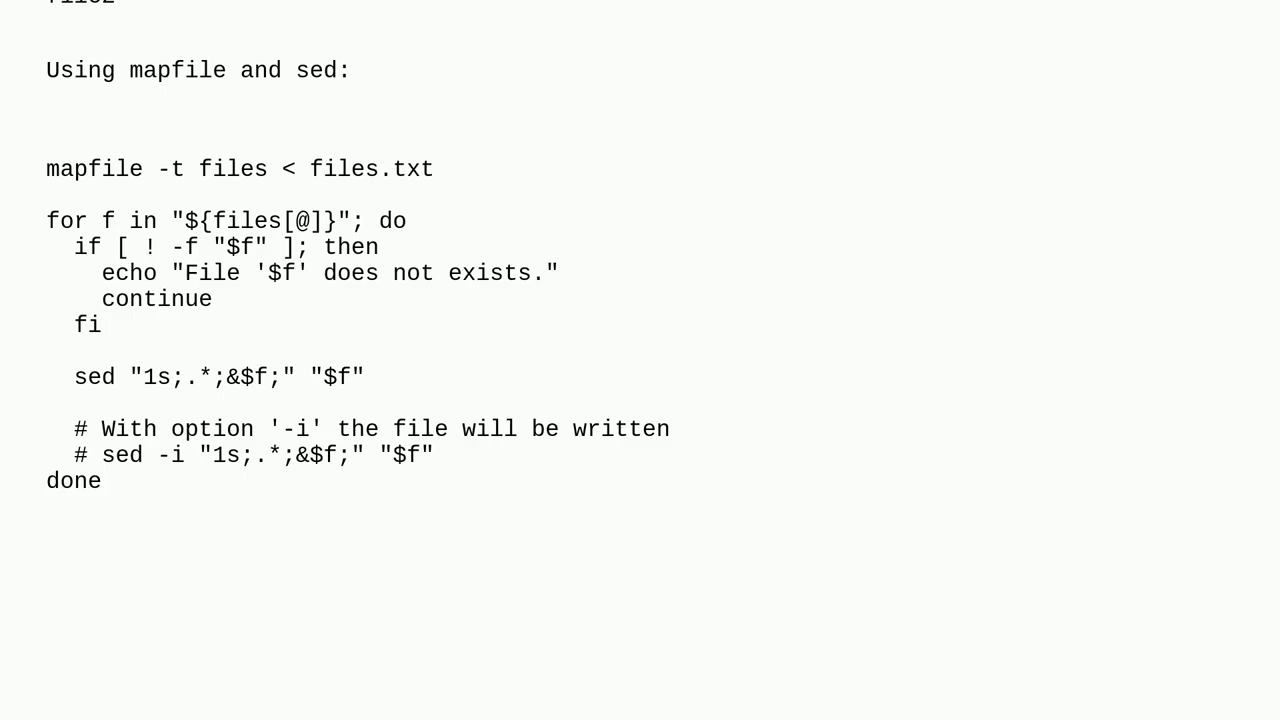 Using mapfile and sed:
mapfile -t files < files.txt
for f in "${files[@]}"; do
  if [ ! -f "$f" ]; then
    echo "File '$f' does not exists."
    continue
  fi
  sed "1s;.*;&$f;" "$f"
  # With option '-i' the file will be written
  # sed -i "1s;.*;&$f;" "$f"
done